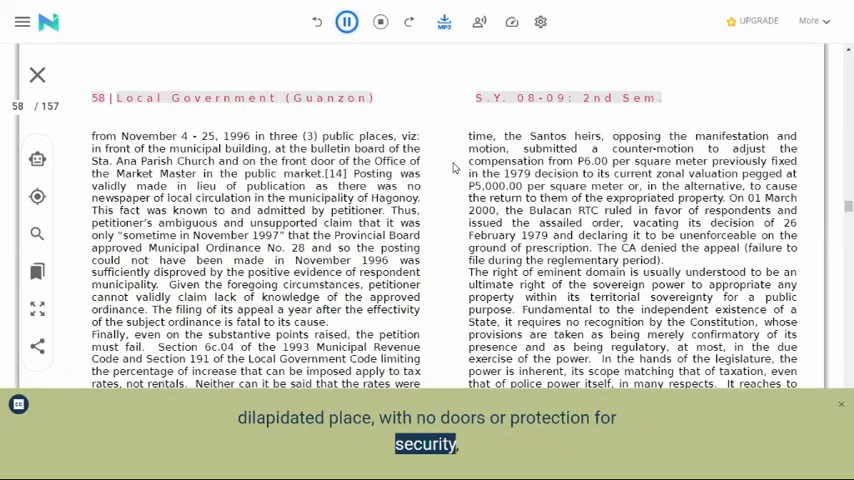 MP3
UPGRADE
More
58 / 157
58|Local Government (Guanzon)
S.Y. 08-09: 2nd Sem.
from November 4 - 25, 1996 in three (3) public places, viz:
in front of the municipal building, at the bulletin board of the
Sta. Ana Parish Church and on the front door of the Office of
the Market Master in the public market.[14] Posting was
validly made in lieu of publication as there was no
newspaper of local circulation in the municipality of Hagonoy.
This fact was known to and admitted by petitioner. Thus,
petitioner's ambiguous and unsupported claim that it was
only "sometime in November 1997" that the Provincial Board
approved Municipal Ordinance No. 28 and so the posting
could not have been made in November 1996 was
sufficiently disproved by the positive evidence of respondent
municipality. Given the foregoing circumstances, petitioner
cannot validly claim lack of knowledge of the approved
ordinance. The filing of its appeal a year after the effectivity
of the subject ordinance is fatal to its cause.
Finally, even on the substantive points raised, the petition
must fail. Section 6c.04 of the 1993 Municipal Revenue
Code and Section 191 of the Local Government Code limiting
the percentage of increase that can be imposed apply to tax
rates, not rentals. Neither can it be said that the rates were
time, the Santos heirs, opposing the manifestation and
motion, submitted a counter-motion to adjust the
compensation from P6.00 per square meter previously fixed
in the 1979 decision to its current zonal valuation pegged at
P5,000.00 per square meter or, in the alternative, to cause
the return to them of the expropriated property. On 01 March
2000, the Bulacan RTC ruled in favor of respondents and
issued the assailed order, vacating its decision of 26
February 1979 and declaring it to be unenforceable on the
ground of prescription. The CA denied the appeal (failure to
file during the reglementary period).
The right of eminent domain is usually understood to be an
ultimate right of the sovereign power to appropriate any
property within its territorial sovereignty for a public
purpose. Fundamental to the independent existence of a
State, it requires no recognition by the Constitution, whose
provisions are taken as being merely confirmatory of its
presence and as being regulatory, at most, in the due
exercise of the power. In the hands of the legislature, the
power is inherent, its scope matching that of taxation, even
that of police power itself, in many respects. It reaches to
dilapidated place, with no doors or protection for
security,